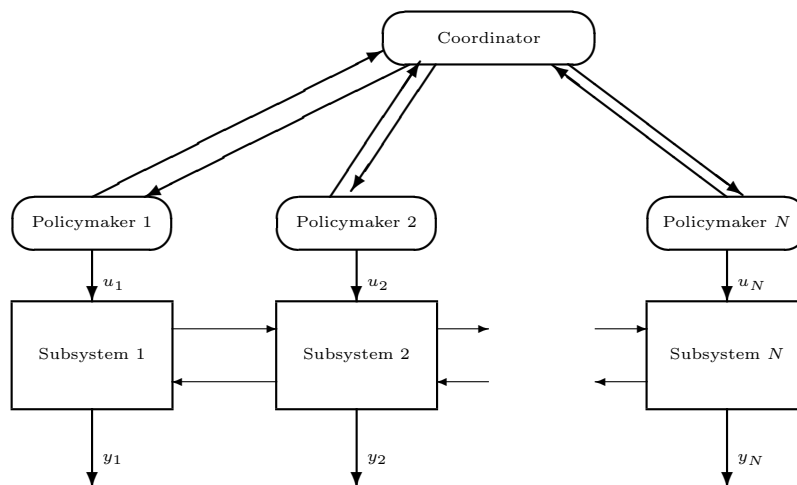 Coordinator
Policymaker 1
Policymaker 2
Policymaker N
u1
u2
uN
Subsystem 1
Subsystem 2
Subsystem N
y1
y2
yN